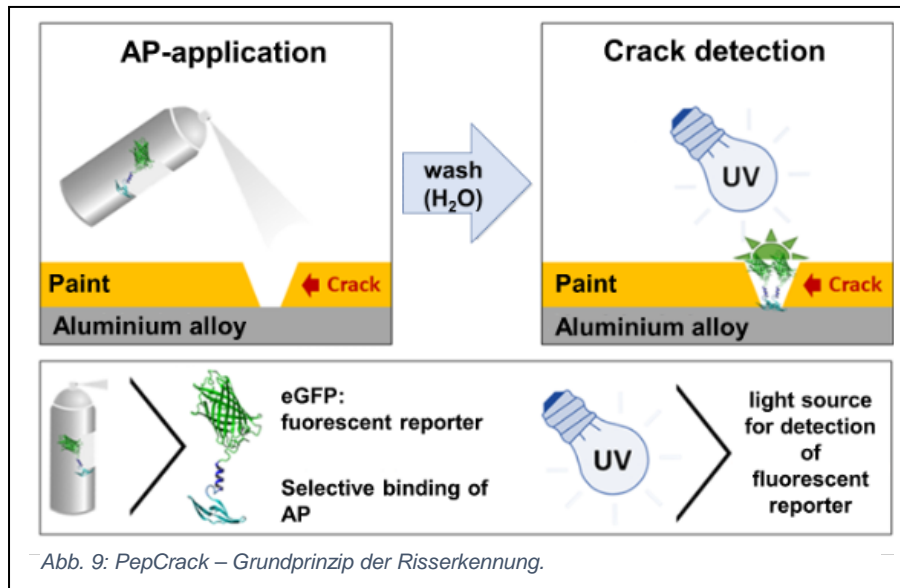 AP-application
Crack detection
wash
(H₂O)
UV
Paint
Crack
Aluminium alloy
Paint
Crack
Aluminium alloy
eGFP:
fuorescent reporter
Selective binding of
AP
UV
light source
for detection
of
fluorescent
reporter
Abb. 9: PepCrack – Grundprinzip der Risserkennung.